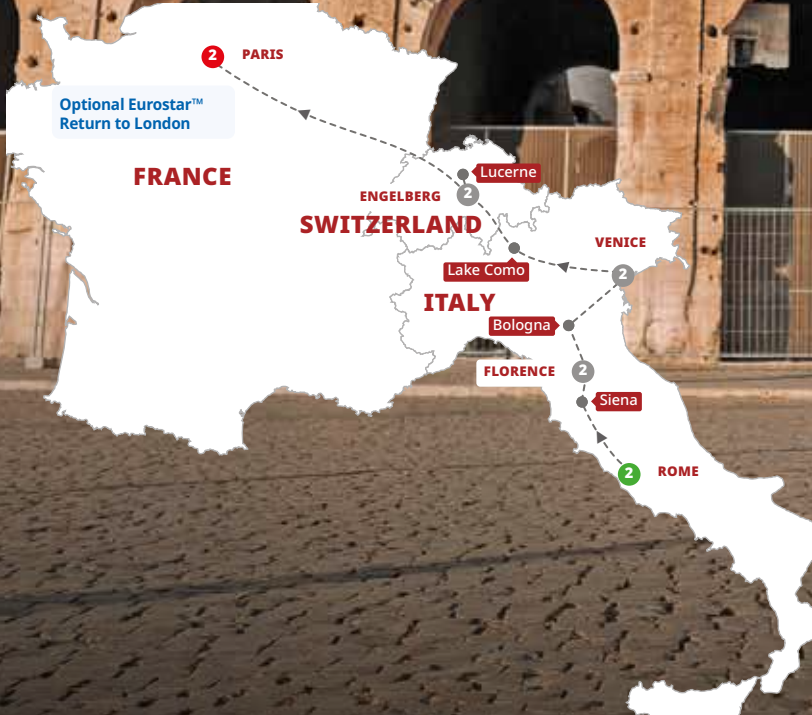 2
PARIS
Optional Eurostar™
Return to London
FRANCE
Lucerne
ENGELBERG
2
SWITZERLAND
VENICE
Lake Como
2
ITALY
Bologna
FLORENCE
2
Siena
2
ROME